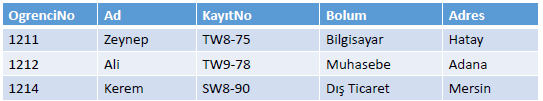 OgrenciNo Ad KayıtNo Bolum Adres
1211 Zeynep TW8-75 Bilgisayar Hatay
1212 Ali TW9-78 Muhasebe Adana
1214 Kerem SW8-90 Dış Ticaret Mersin